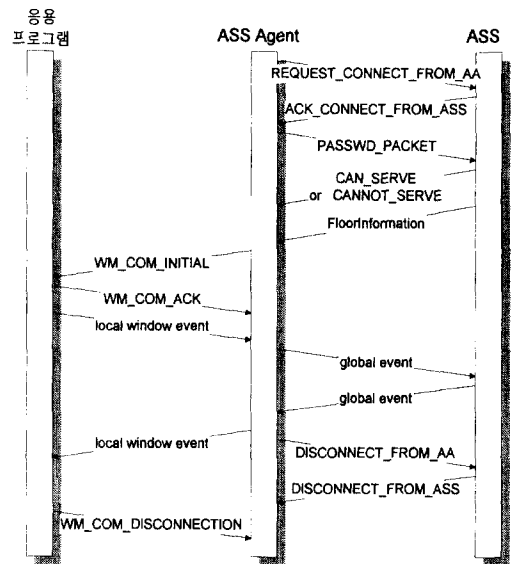 응용
프로그램
ASS Agent
ASS
REQUEST_CONNECT_FROM_AA
ACK_CONNECT_FROM_ASS
PASSWD_PACKET
CAN_SERVE
or CANNOT_SERVE
FloorInformation
WM_COM_INITIAL
WM_COM_ACK
local window event
global event
global event
local window event
DISCONNECT_FROM_AA
DISCONNECT_FROM_ASS
WM_COM_DISCONNECTION